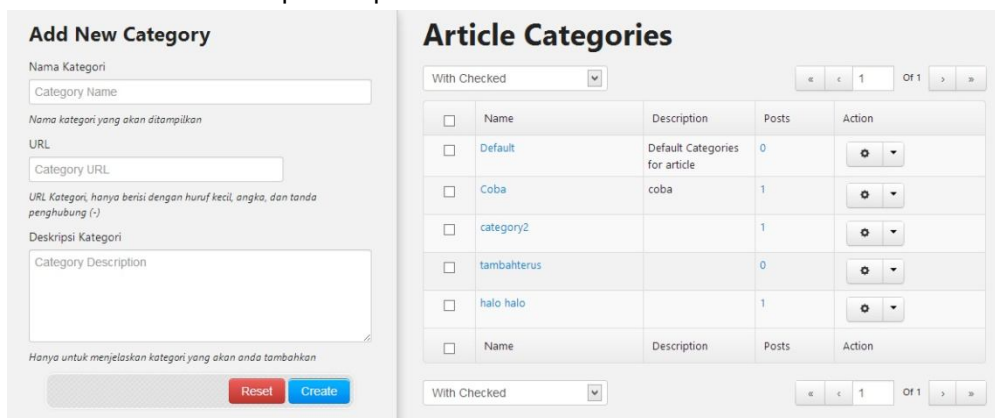 Add New Category
Nama Kategori
Category Name
Nama kategori yang akan ditampilkan
URL
Category URL
URL Kategori, hanya berisi dengan huruf kecil, angka, dan tanda
penghubung (-)
Deskripsi Kategori
Category Description
Hanya untuk menjelaskan kategori yang akan anda tambahkan
Reset Create
Article Categories
With Checked « ‹ 1 Of 1 › »
Name Description Posts Action
Default Default Categories 0
for article
Coba coba 1
category2 1
tambahterus 0
halo halo 1
Name Description Posts Action
With Checked « ‹ 1 Of 1 › »